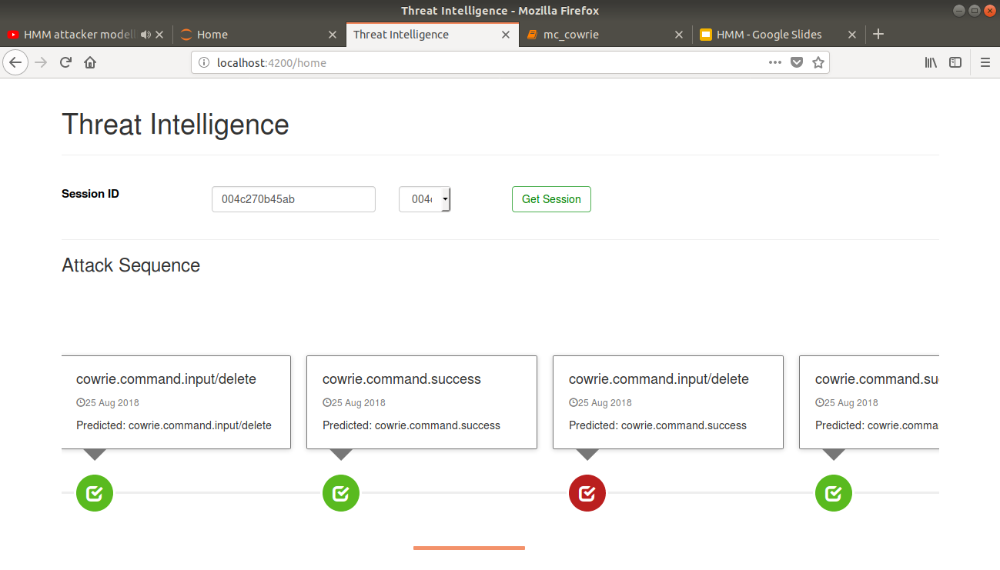 Threat Intelligence - Mozilla Firefox
HMM attacker modell
Home
Threat Intelligence
mc_cowrie
HMM - Google Slides
localhost:4200/home
Threat Intelligence
Session ID
004c270b45ab
004
Get Session
Attack Sequence
cowrie.command.input/delete
25 Aug 2018
Predicted: cowrie.command.input/delete
cowrie.command.success
25 Aug 2018
Predicted: cowrie.command.success
cowrie.command.input/delete
25 Aug 2018
Predicted: cowrie.command.success
cowrie.command.su
25 Aug 2018
Predicted: cowrie.comma